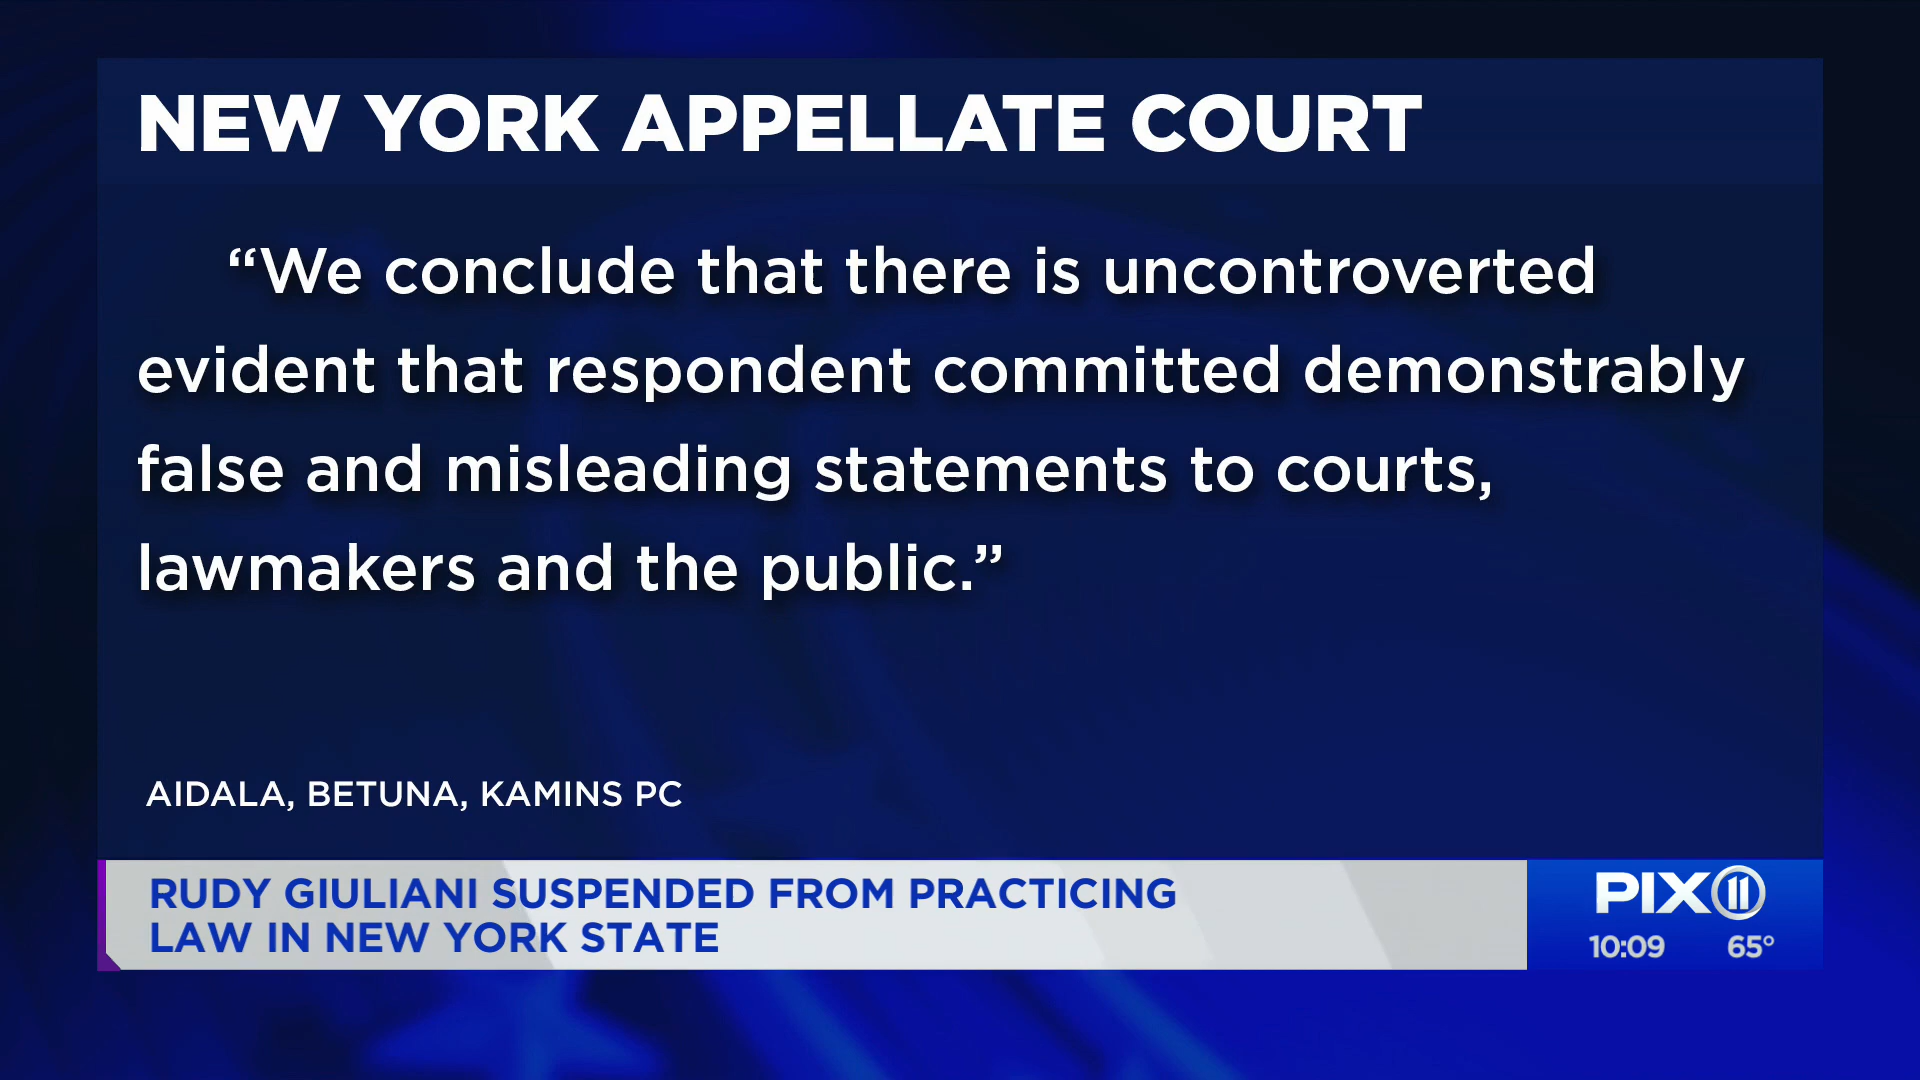 NEW YORK APPELLATE COURT
“We conclude that there is uncontroverted
evident that respondent committed demonstrably
false and misleading statements to courts,
lawmakers and the public.”
AIDALA, BETUNA, KAMINS PC
RUDY GIULIANI SUSPENDED FROM PRACTICING
LAW IN NEW YORK STATE
PIX11
10:09 65°